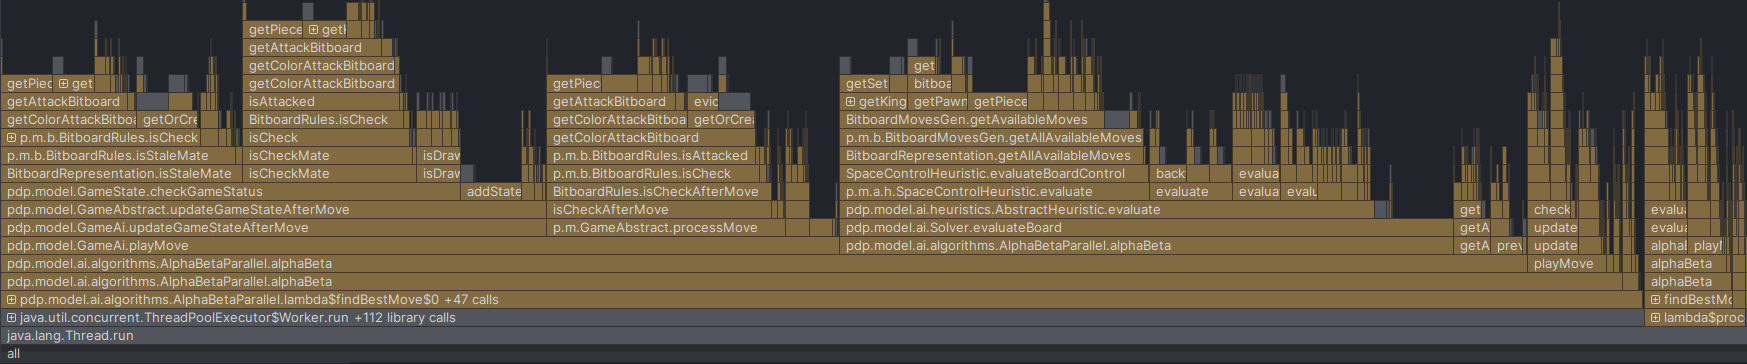 getPiece get
getAttackBitboard get
getColorAttackBitboard
getPiec get getColorAttackBitboard getPiec getSet bitboa
getAttackBitboard isAttacked getAttackBitboard evic getKing getPawn getPiece
getColorAttackBitboa getOrCre BitboardRules.isCheck getColorAttackBitboa getOrCrea BitboardMovesGen.getAvailableMoves
p.m.b.BitboardRules.isCheck isCheck getColorAttackBitboard p.m.b.BitboardMovesGen.getAllAvailableMoves
p.m.b.BitboardRules.isStaleMate isCheckMate isDraw p.m.b.BitboardRules.isAttacked BitboardRepresentation.getAllAvailableMoves
BitboardRepresentation.isStaleMate isCheckMate isDraw p.m.b.BitboardRules.isCheck SpaceControlHeuristic.evaluateBoardControl back evalua
pdp.model.GameState.checkGameStatus addState BitboardRules.isCheckAfterMove p.m.a.h.SpaceControlHeuristic.evaluate evaluate evalua evalu
pdp.model.GameAbstract.updateGameStateAfterMove isCheckAfterMove pdp.model.ai.heuristics.AbstractHeuristic.evaluate get check evalua
pdp.model.GameAi.updateGameStateAfterMove p.m.GameAbstract.processMove pdp.model.ai.Solver.evaluateBoard getA update evalua
pdp.model.GameAi.playMove pdp.model.ai.algorithms.AlphaBetaParallel.alphaBeta getA prev update alphaB playM
pdp.model.ai.algorithms.AlphaBetaParallel.alphaBeta playMove alphaBeta
pdp.model.ai.algorithms.AlphaBetaParallel.alphaBeta alphaBeta
pdp.model.ai.algorithms.AlphaBetaParallel.lambda$findBestMove$0 +47 calls findBestMo
java.util.concurrent.ThreadPoolExecutor$Worker.run +112 library calls lambda$proc
java.lang.Thread.run
all